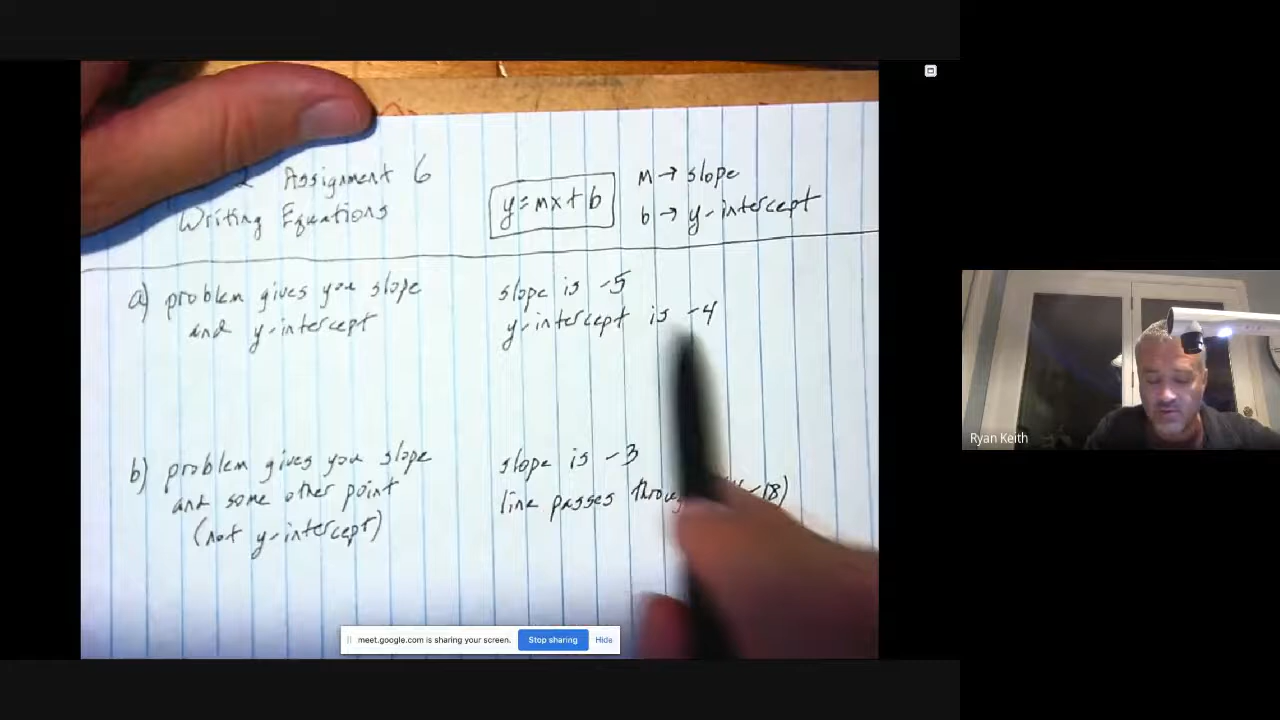 2 Assignment 6
Writing Equations
y=mx+b
m → slope
b → y-intercept
a) problem gives you slope
and y-intercept
slope is -5
y-intercept is -4
b) problem gives you slope
and some other point
(not y-intercept)
slope is -3
line passes -18)
meet.google.com is sharing your screen.
Stop sharing
Hide
Ryan Keith